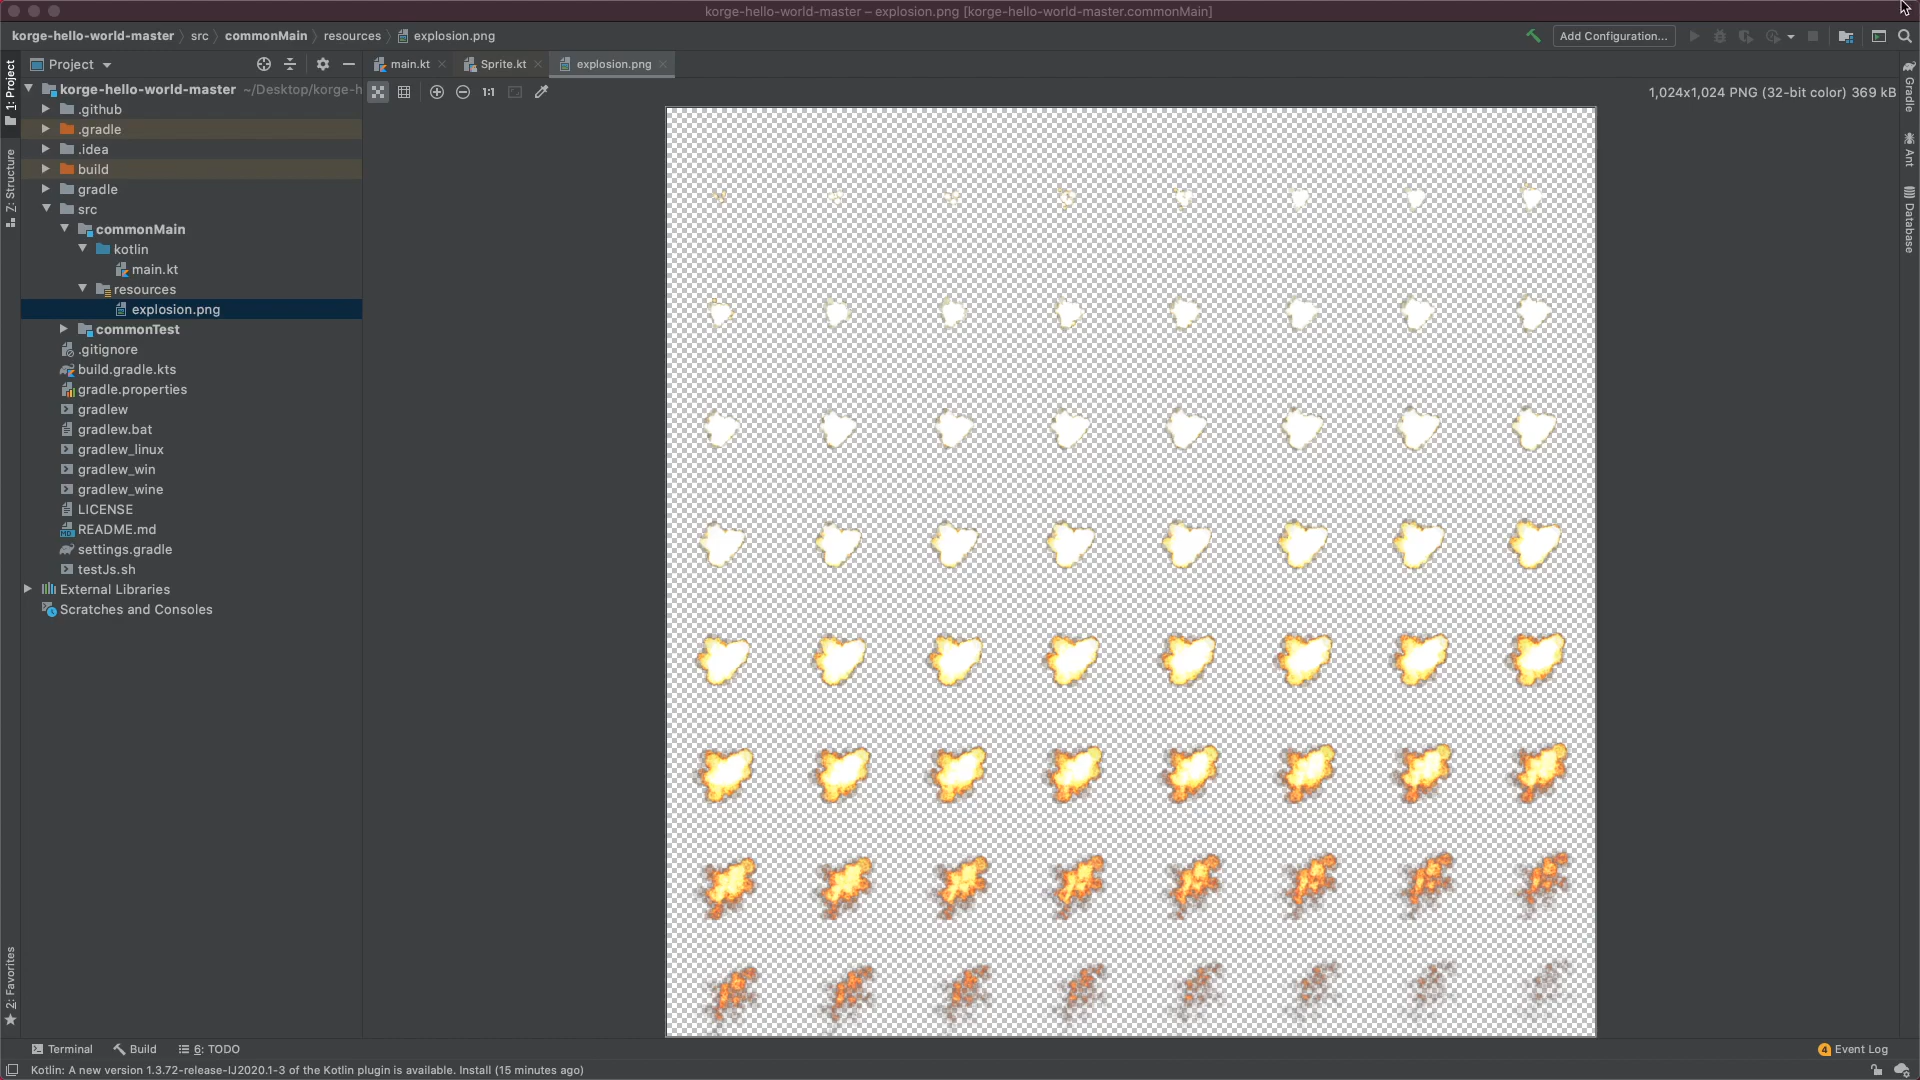 korge-hello-world-master – explosion.png [korge-hello-world-master.commonMain]
korge-hello-world-master src commonMain resources explosion.png
Add Configuration...
1: Project
Z: Structure
2: Favorites
Project
main.kt
Sprite.kt
explosion.png
1:1
1,024x1,024 PNG (32-bit color) 369 kB
korge-hello-world-master ~/Desktop/korge-h
.github
.gradle
.idea
build
gradle
src
commonMain
kotlin
main.kt
resources
explosion.png
commonTest
.gitignore
build.gradle.kts
gradle.properties
gradlew
gradlew.bat
gradlew_linux
gradlew_win
gradlew_wine
LICENSE
README.md
settings.gradle
testJs.sh
External Libraries
Scratches and Consoles
Gradle
Ant
Database
Terminal
Build
6: TODO
4 Event Log
Kotlin: A new version 1.3.72-release-IJ2020.1-3 of the Kotlin plugin is available. Install (15 minutes ago)